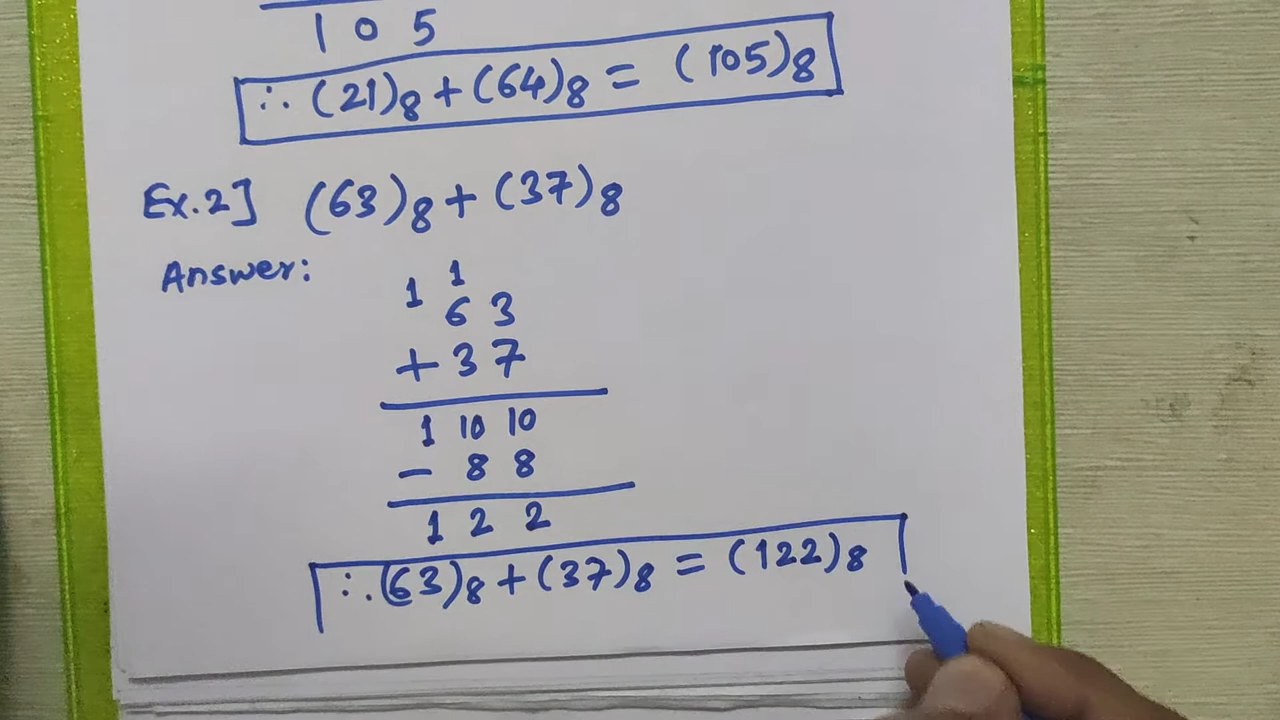 1 0 5
∴ (21)8 + (64)8 = (105)8
Ex.2] (63)8 + (37)8
Answer:
1 1
6 3
+ 3 7
1 10 10
- 8 8
1 2 2
∴ (63)8 + (37)8 = (122)8